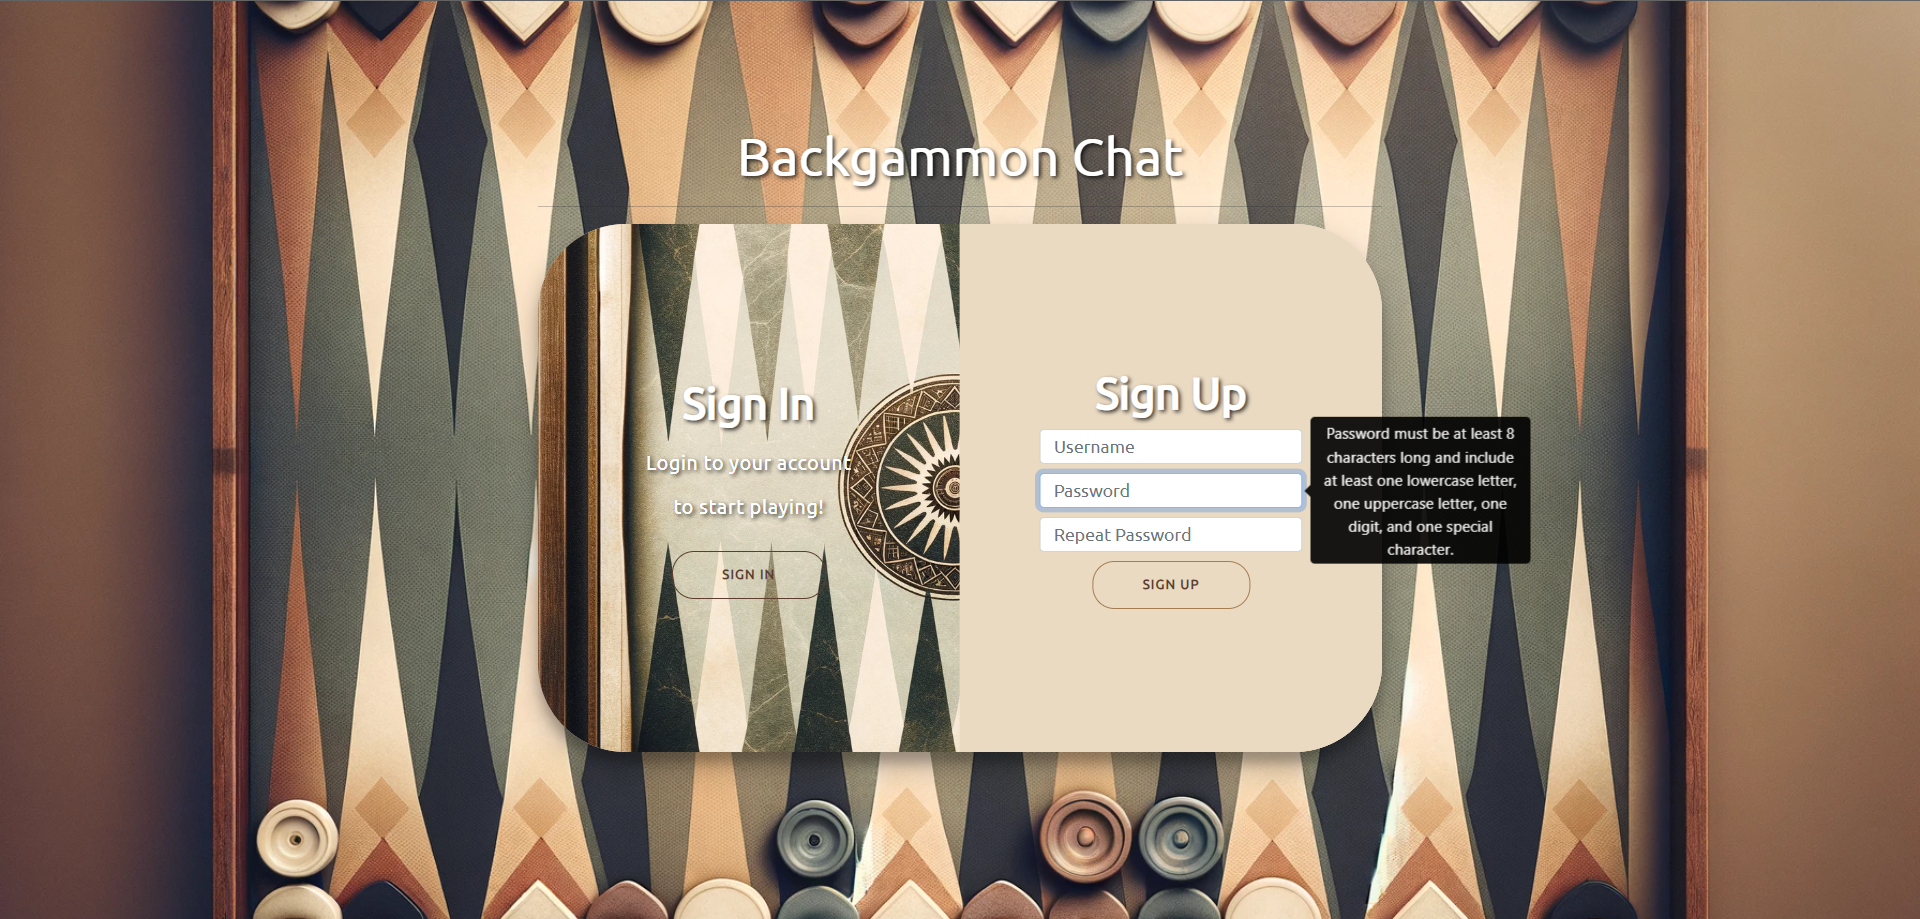 Backgammon Chat
Sign In
Login to your account
to start playing!
SIGN IN
Sign Up
Username
Password
Repeat Password
SIGN UP
Password must be at least 8
characters long and include
at least one lowercase letter,
one uppercase letter, one
digit, and one special
character.